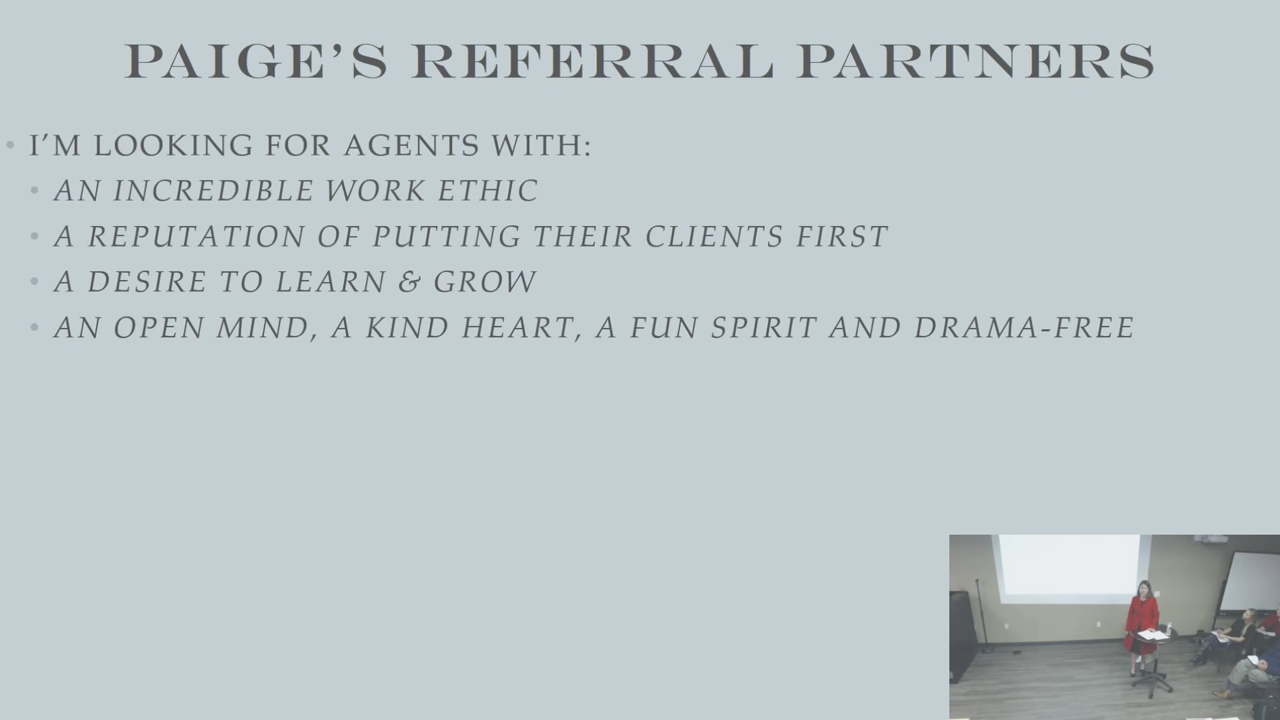 PAIGE'S REFERRAL PARTNERS
• I'M LOOKING FOR AGENTS WITH:
• AN INCREDIBLE WORK ETHIC
• A REPUTATION OF PUTTING THEIR CLIENTS FIRST
• A DESIRE TO LEARN & GROW
• AN OPEN MIND, A KIND HEART, A FUN SPIRIT AND DRAMA-FREE